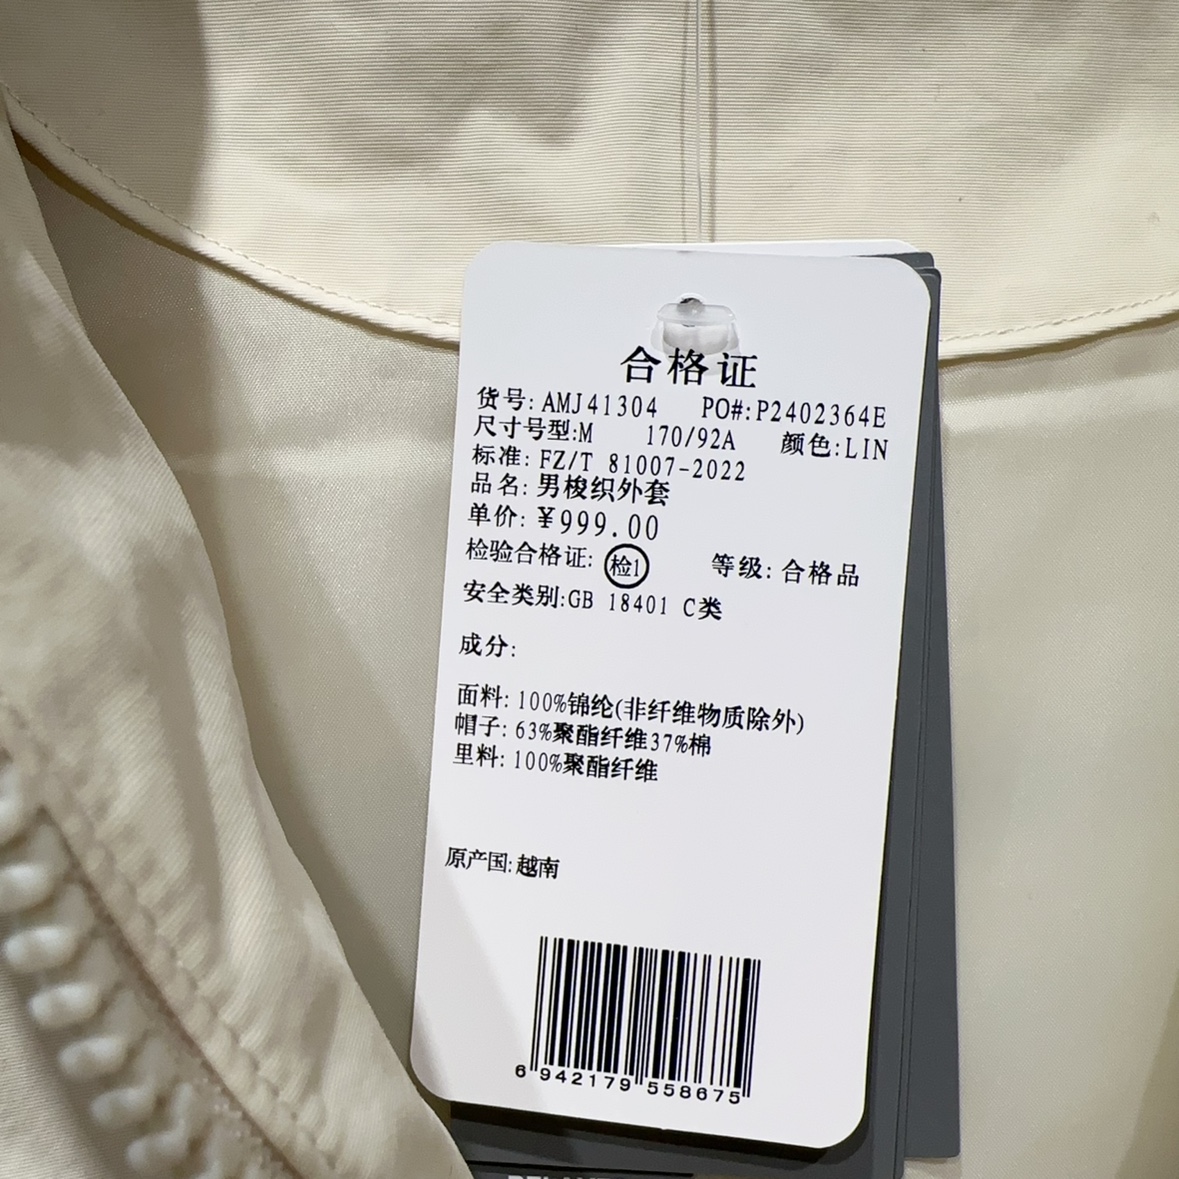 合格证
货号: AMJ41304 PO#:P2402364E
尺寸号型:M 170/92A 颜色:LIN
标准: FZ/T 81007-2022
品名: 男梭织外套
单价: ¥999.00
检验合格证: 检1 等级: 合格品
安全类别:GB 18401 C类
成分:
面料: 100%锦纶(非纤维物质除外)
帽子: 63%聚酯纤维37%棉
里料: 100%聚酯纤维
原产国:越南
6 942179 558675